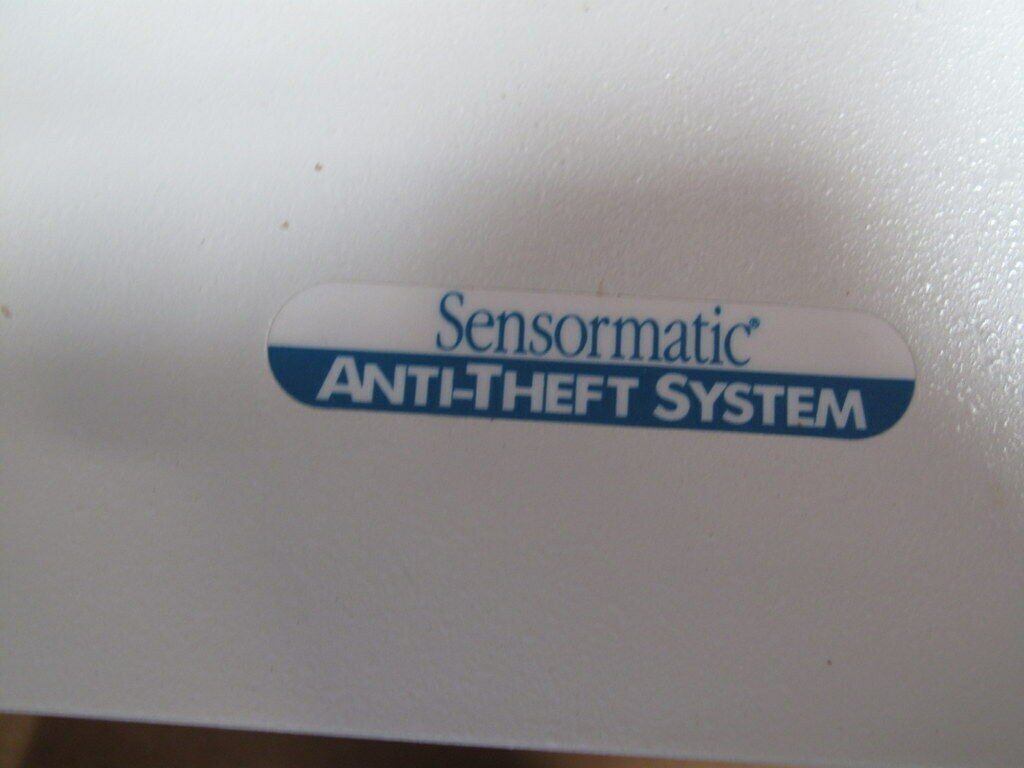 Sensormatic®
ANTI-THEFT SYSTEM